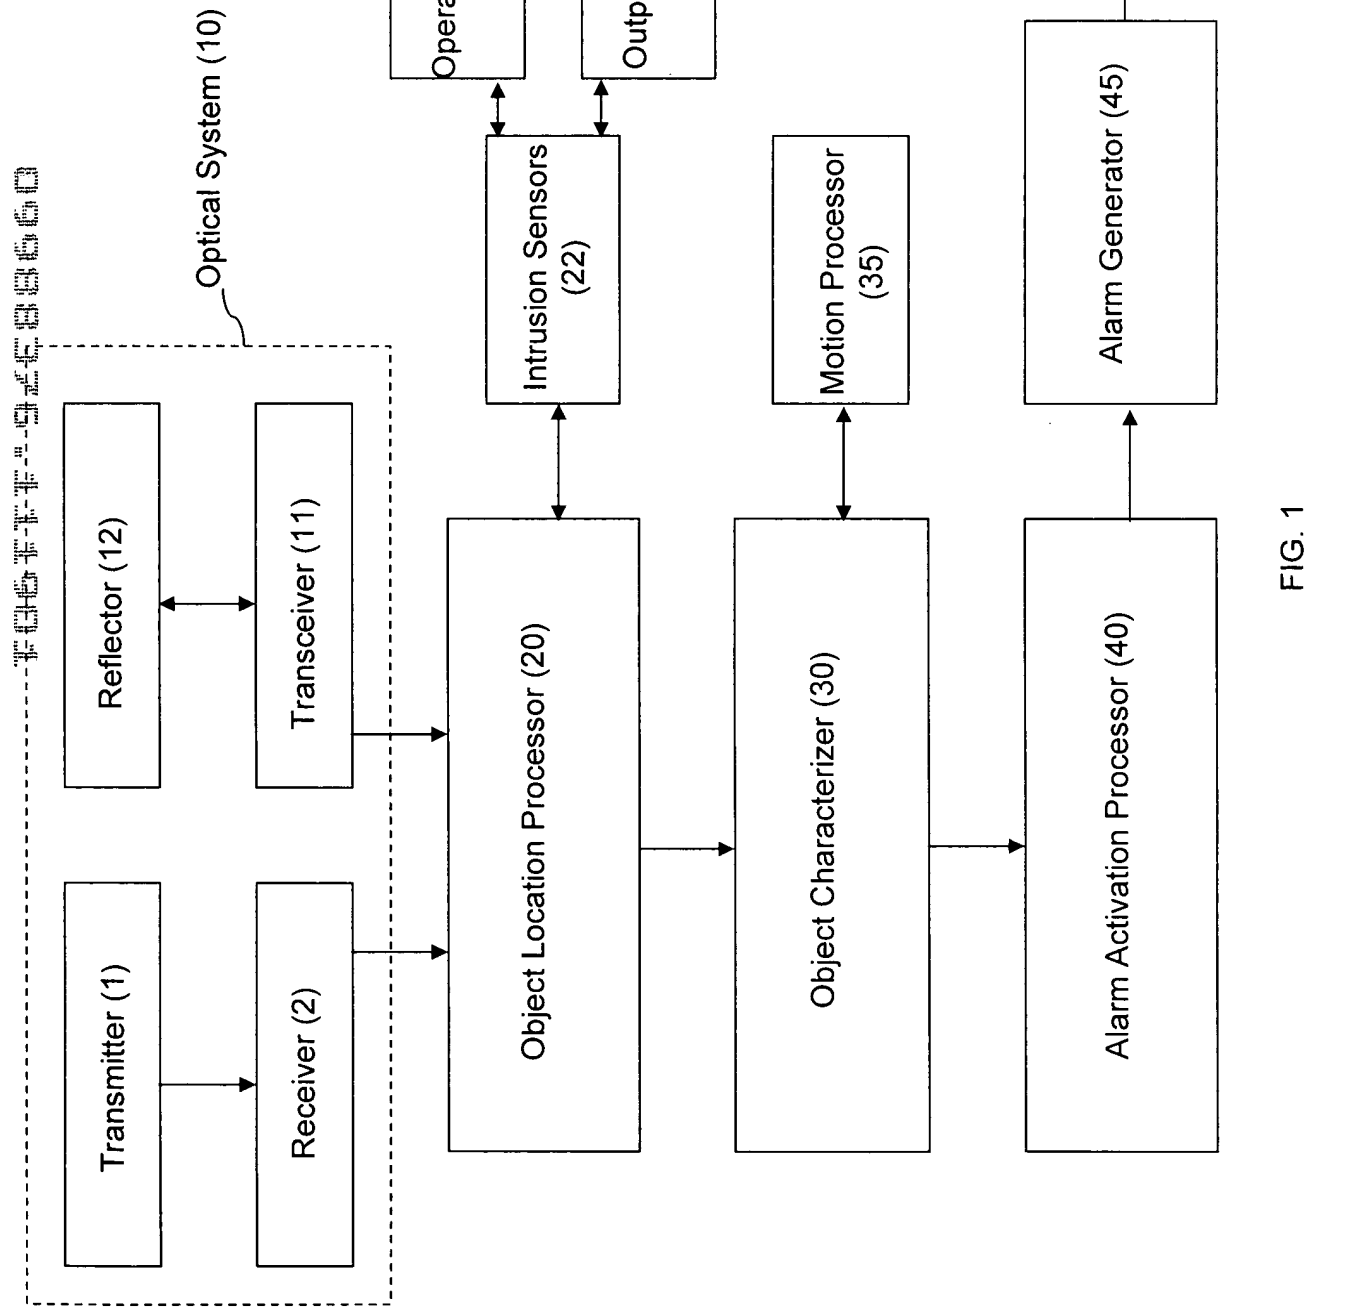 Optical System (10)
Transmitter (1)
Reflector (12)
Receiver (2)
Transceiver (11)
Object Location Processor (20)
Intrusion Sensors
(22)
Object Characterizer (30)
Motion Processor
(35)
Alarm Activation Processor (40)
Alarm Generator (45)
FIG. 1